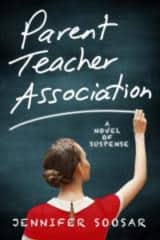 Parent
Teacher
Association
A NOVEL
OF SUSPENSE
JENNIFER SOOSAR